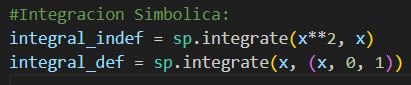 #Integracion Simbolica:
integral_indef = sp.integrate(x**2, x)
integral_def = sp.integrate(x, (x, 0, 1))